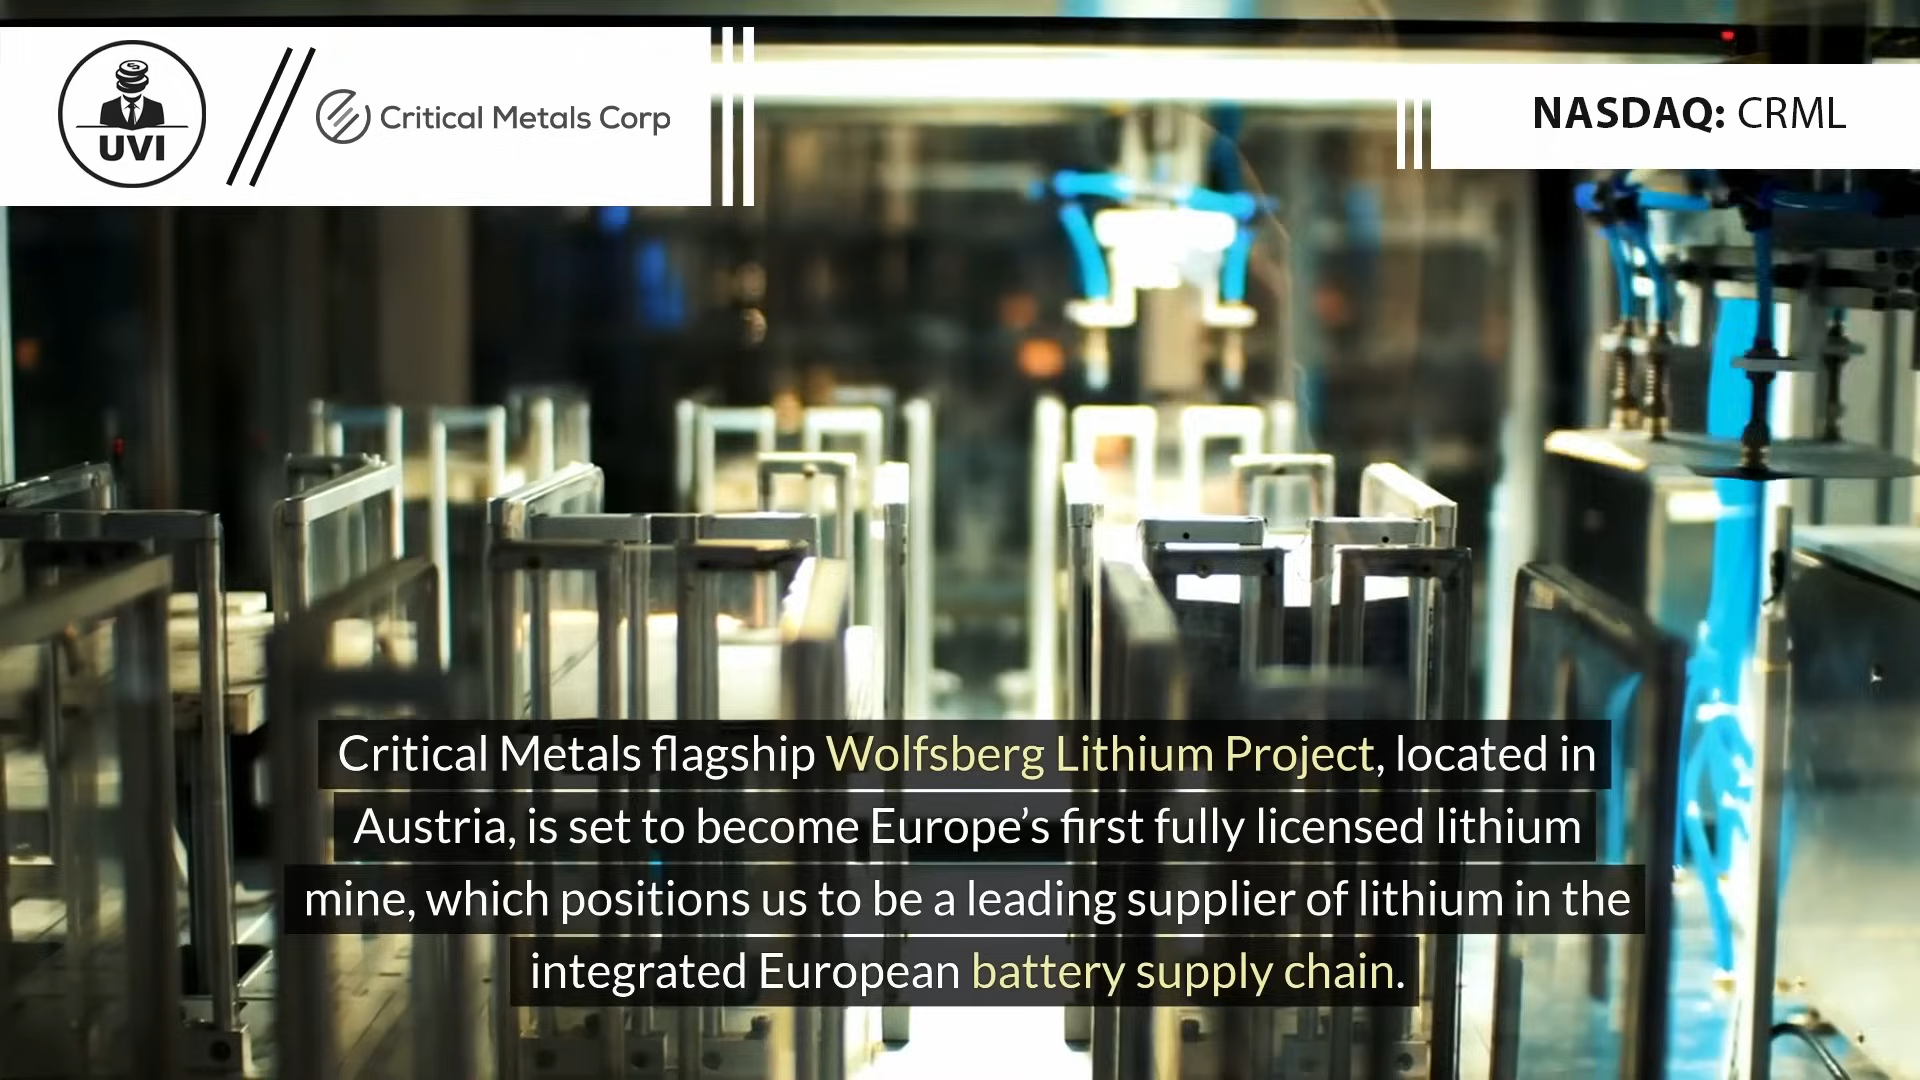 UVI
Critical Metals Corp
NASDAQ: CRML
Critical Metals flagship Wolfsberg Lithium Project, located in
Austria, is set to become Europe’s first fully licensed lithium
mine, which positions us to be a leading supplier of lithium in the
integrated European battery supply chain.